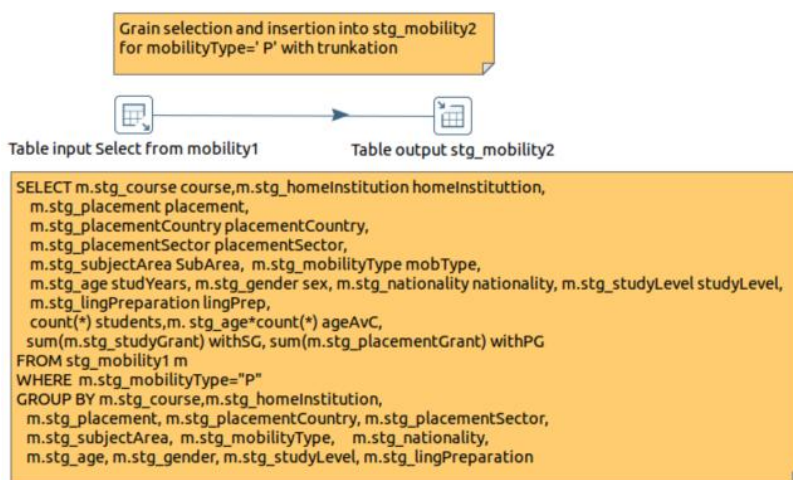 Grain selection and insertion into stg_mobility2
for mobilityType=' P' with trunkation
Table input Select from mobility1
Table output stg_mobility2
SELECT m.stg_course course,m.stg_homeInstitution homeInstituttion,
m.stg_placement placement,
m.stg_placementCountry placementCountry,
m.stg_placementSector placementSector,
m.stg_subjectArea SubArea, m.stg_mobilityType mobType,
m.stg_age studYears, m.stg_gender sex, m.stg_nationality nationality, m.stg_studyLevel studyLevel,
m.stg_lingPreparation lingPrep,
count(*) students,m. stg_age*count(*) ageAvC,
sum(m.stg_studyGrant) withSG, sum(m.stg_placementGrant) withPG
FROM stg_mobility1 m
WHERE m.stg_mobilityType="P"
GROUP BY m.stg_course,m.stg_homeInstitution,
m.stg_placement, m.stg_placementCountry, m.stg_placementSector,
m.stg_subjectArea, m.stg_mobilityType, m.stg_nationality,
m.stg_age, m.stg_gender, m.stg_studyLevel, m.stg_lingPreparation